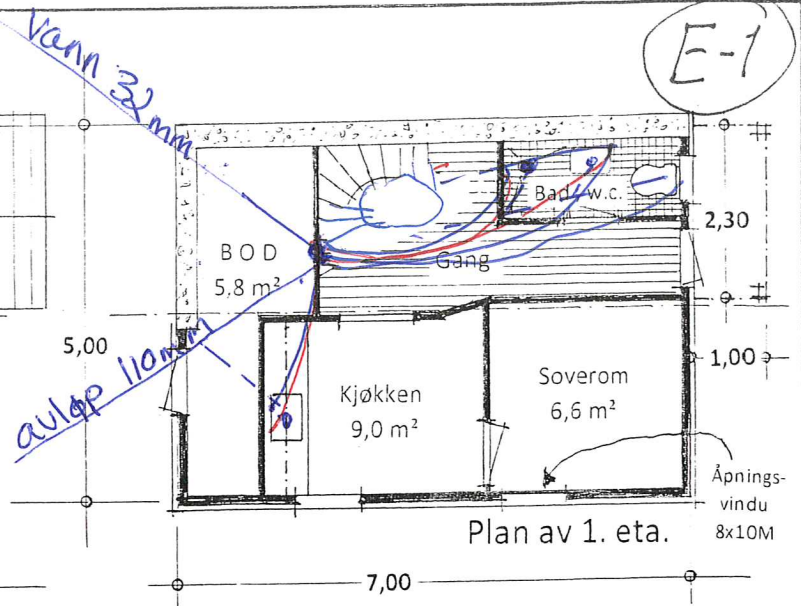 E-1
vann 32mm
2,30
Bad/w.c.
BOD
5,8 m²
Gang
5,00
avløp 110mm
1,00
Kjøkken
9,0 m²
Soverom
6,6 m²
Åpnings-
vindu
8x10M
Plan av 1. eta.
7,00